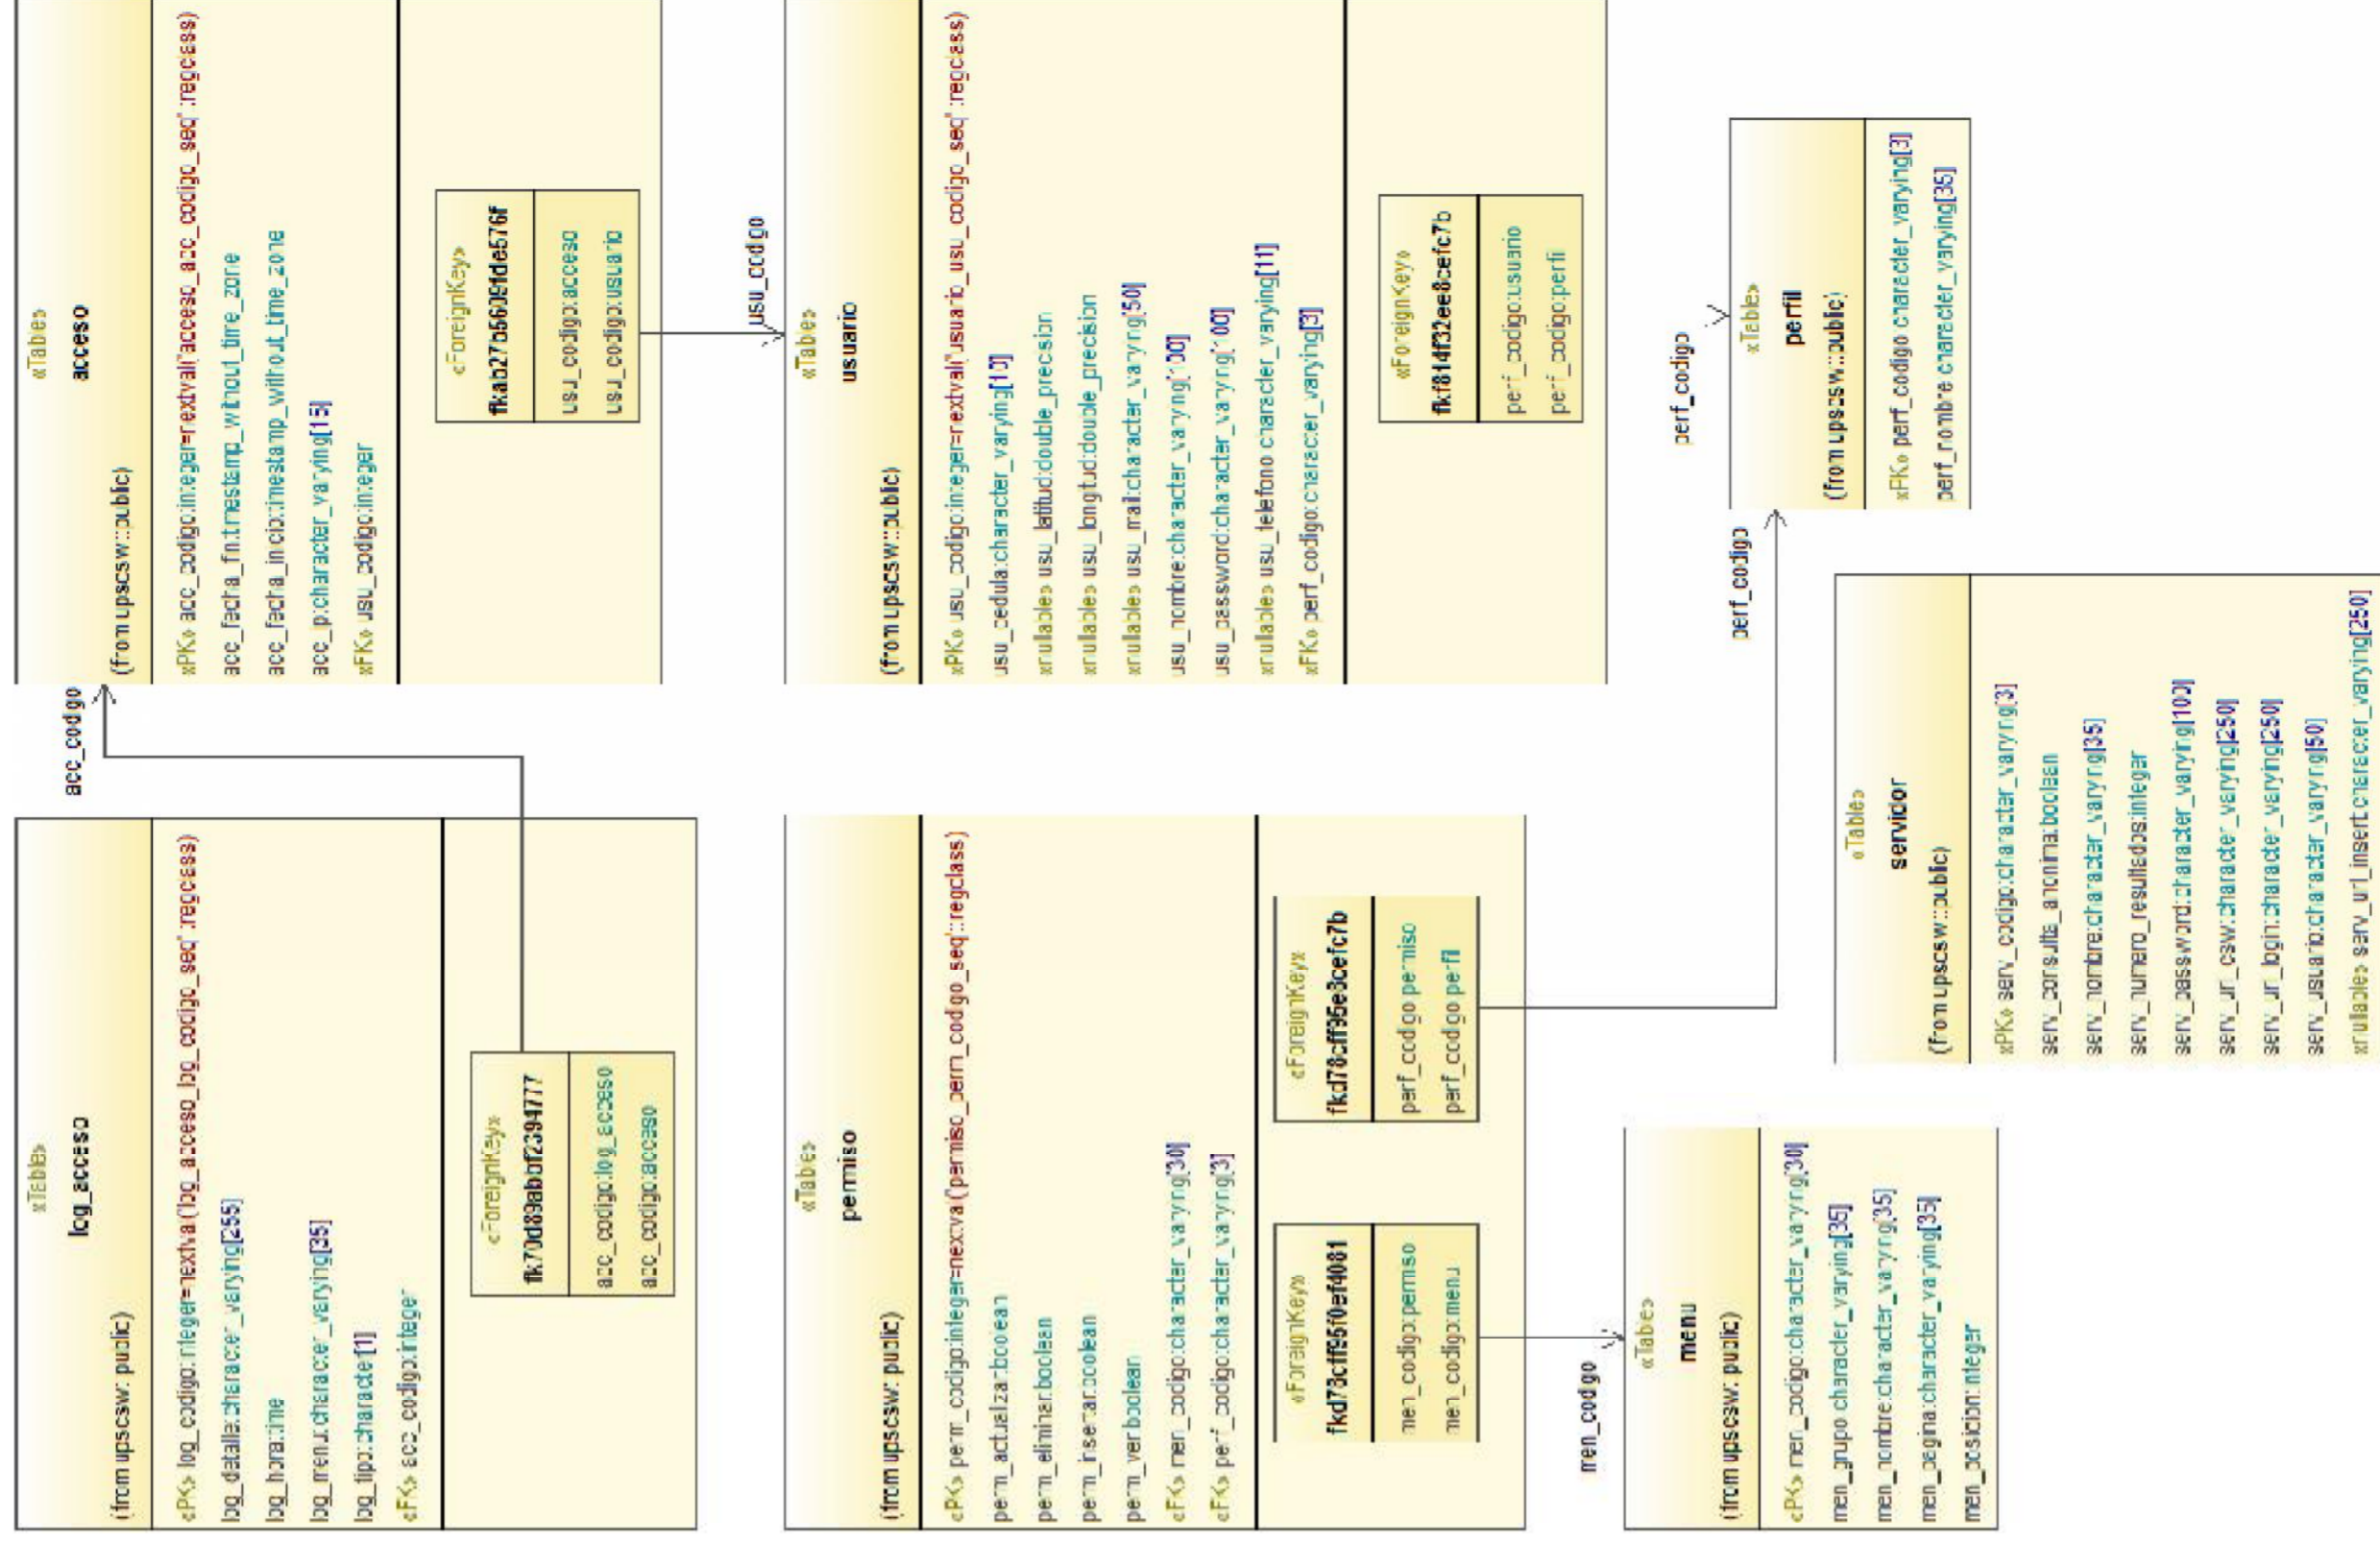 «Table»
log_acceso
(from upscsw::public)
«PK» log_codigo:integer=nextval('log_acceso_log_codigo_seq'::regclass)
log_detalle:character_varying[255]
log_hora:time
log_menu:character_varying[35]
log_tipo:character[1]
«FK» acc_codigo:integer
«ForeignKey»
acc_codigo:log_acceso
acc_codigo:acceso
acc_codigo
«Table»
acceso
(from upscsw::public)
«PK» acc_codigo:integer=nextval('acceso_acc_codigo_seq'::regclass)
acc_fecha_fin:timestamp_without_time_zone
acc_fecha_inicio:timestamp_without_time_zone
acc_ip:character_varying[15]
«FK» usu_codigo:integer
«ForeignKey»
usu_codigo:acceso
usu_codigo:usuario
usu_codigo
«Table»
permiso
(from upscsw::public)
«PK» perm_codigo:integer=nextval('permiso_perm_codigo_seq'::regclass)
perm_actualizar:boolean
perm_eliminar:boolean
perm_insertar:boolean
perm_ver:boolean
«FK» men_codigo:character_varying[30]
«FK» perf_codigo:character_varying[3]
«ForeignKey»
fkd78cff95f0ef4081
men_codigo:permiso
men_codigo:menu
«ForeignKey»
fkd78cff95e8cefc7b
perf_codigo:permiso
perf_codigo:perfil
«Table»
usuario
(from upscsw::public)
«PK» usu_codigo:integer=nextval('usuario_usu_codigo_seq'::regclass)
usu_cedula:character_varying[10]
«nullable» usu_latitud:double_precision
«nullable» usu_longitud:double_precision
«nullable» usu_mail:character_varying[50]
usu_nombre:character_varying[100]
usu_password:character_varying[100]
«nullable» usu_telefono:character_varying[11]
«FK» perf_codigo:character_varying[3]
«ForeignKey»
fkf814f32ee8cefc7b
perf_codigo:usuario
perf_codigo:perfil
men_codigo
perf_codigo
perf_codigo
«Table»
menu
(from upscsw::public)
«PK» men_codigo:character_varying[30]
men_grupo:character_varying[35]
men_nombre:character_varying[35]
men_pagina:character_varying[35]
men_posicion:integer
«Table»
servidor
(from upscsw::public)
«PK» serv_codigo:character_varying[3]
serv_consulta_anonima:boolean
serv_nombre:character_varying[35]
serv_numero_resultados:integer
serv_password:character_varying[100]
serv_url_csw:character_varying[250]
serv_url_login:character_varying[250]
serv_usuario:character_varying[50]
«nullable» serv_url_insert:character_varying[250]
«Table»
perfil
(from upscsw::public)
«PK» perf_codigo:character_varying[3]
perf_nombre:character_varying[35]